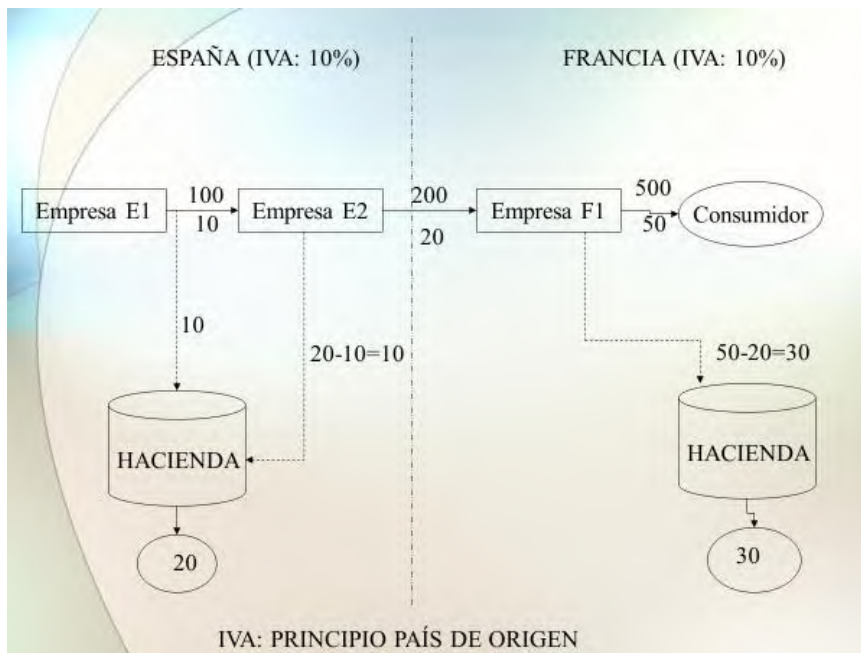 ESPAÑA (IVA: 10%)
FRANCIA (IVA: 10%)
Empresa E1
100
10
Empresa E2
200
20
Empresa F1
500
50
Consumidor
10
20-10=10
50-20=30
HACIENDA
HACIENDA
20
30
IVA: PRINCIPIO PAÍS DE ORIGEN